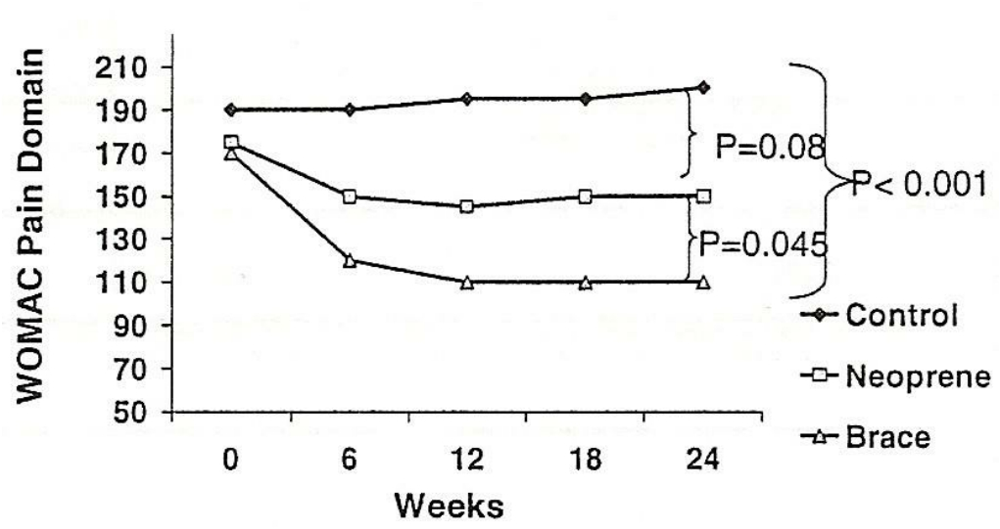 WOMAC Pain Domain
210
190
170
150
130
110
90
70
50
0 6 12 18 24
Weeks
P=0.08
P< 0.001
P=0.045
Control
Neoprene
Brace